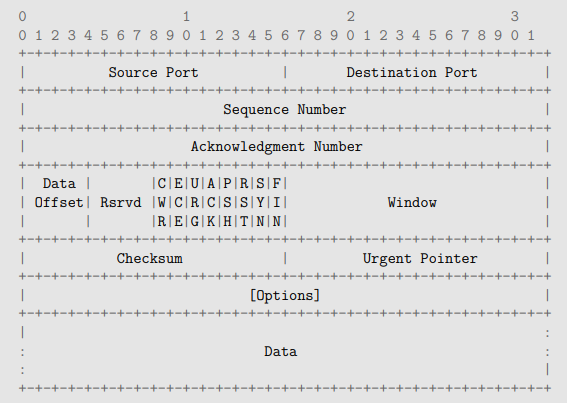 0                   1                   2                   3
 0 1 2 3 4 5 6 7 8 9 0 1 2 3 4 5 6 7 8 9 0 1 2 3 4 5 6 7 8 9 0 1
+-+-+-+-+-+-+-+-+-+-+-+-+-+-+-+-+-+-+-+-+-+-+-+-+-+-+-+-+-+-+-+-+
|          Source Port          |       Destination Port        |
+-+-+-+-+-+-+-+-+-+-+-+-+-+-+-+-+-+-+-+-+-+-+-+-+-+-+-+-+-+-+-+-+
|                        Sequence Number                        |
+-+-+-+-+-+-+-+-+-+-+-+-+-+-+-+-+-+-+-+-+-+-+-+-+-+-+-+-+-+-+-+-+
|                    Acknowledgment Number                      |
+-+-+-+-+-+-+-+-+-+-+-+-+-+-+-+-+-+-+-+-+-+-+-+-+-+-+-+-+-+-+-+-+
|  Data |       |C|E|U|A|P|R|S|F|                               |
| Offset| Rsrvd |W|C|R|C|S|S|Y|I|            Window             |
|       |       |R|E|G|K|H|T|N|N|                               |
+-+-+-+-+-+-+-+-+-+-+-+-+-+-+-+-+-+-+-+-+-+-+-+-+-+-+-+-+-+-+-+-+
|           Checksum            |         Urgent Pointer        |
+-+-+-+-+-+-+-+-+-+-+-+-+-+-+-+-+-+-+-+-+-+-+-+-+-+-+-+-+-+-+-+-+
|                           [Options]                           |
+-+-+-+-+-+-+-+-+-+-+-+-+-+-+-+-+-+-+-+-+-+-+-+-+-+-+-+-+-+-+-+-+
|                                                               :
:                             Data                              :
:                                                               |
+-+-+-+-+-+-+-+-+-+-+-+-+-+-+-+-+-+-+-+-+-+-+-+-+-+-+-+-+-+-+-+-+